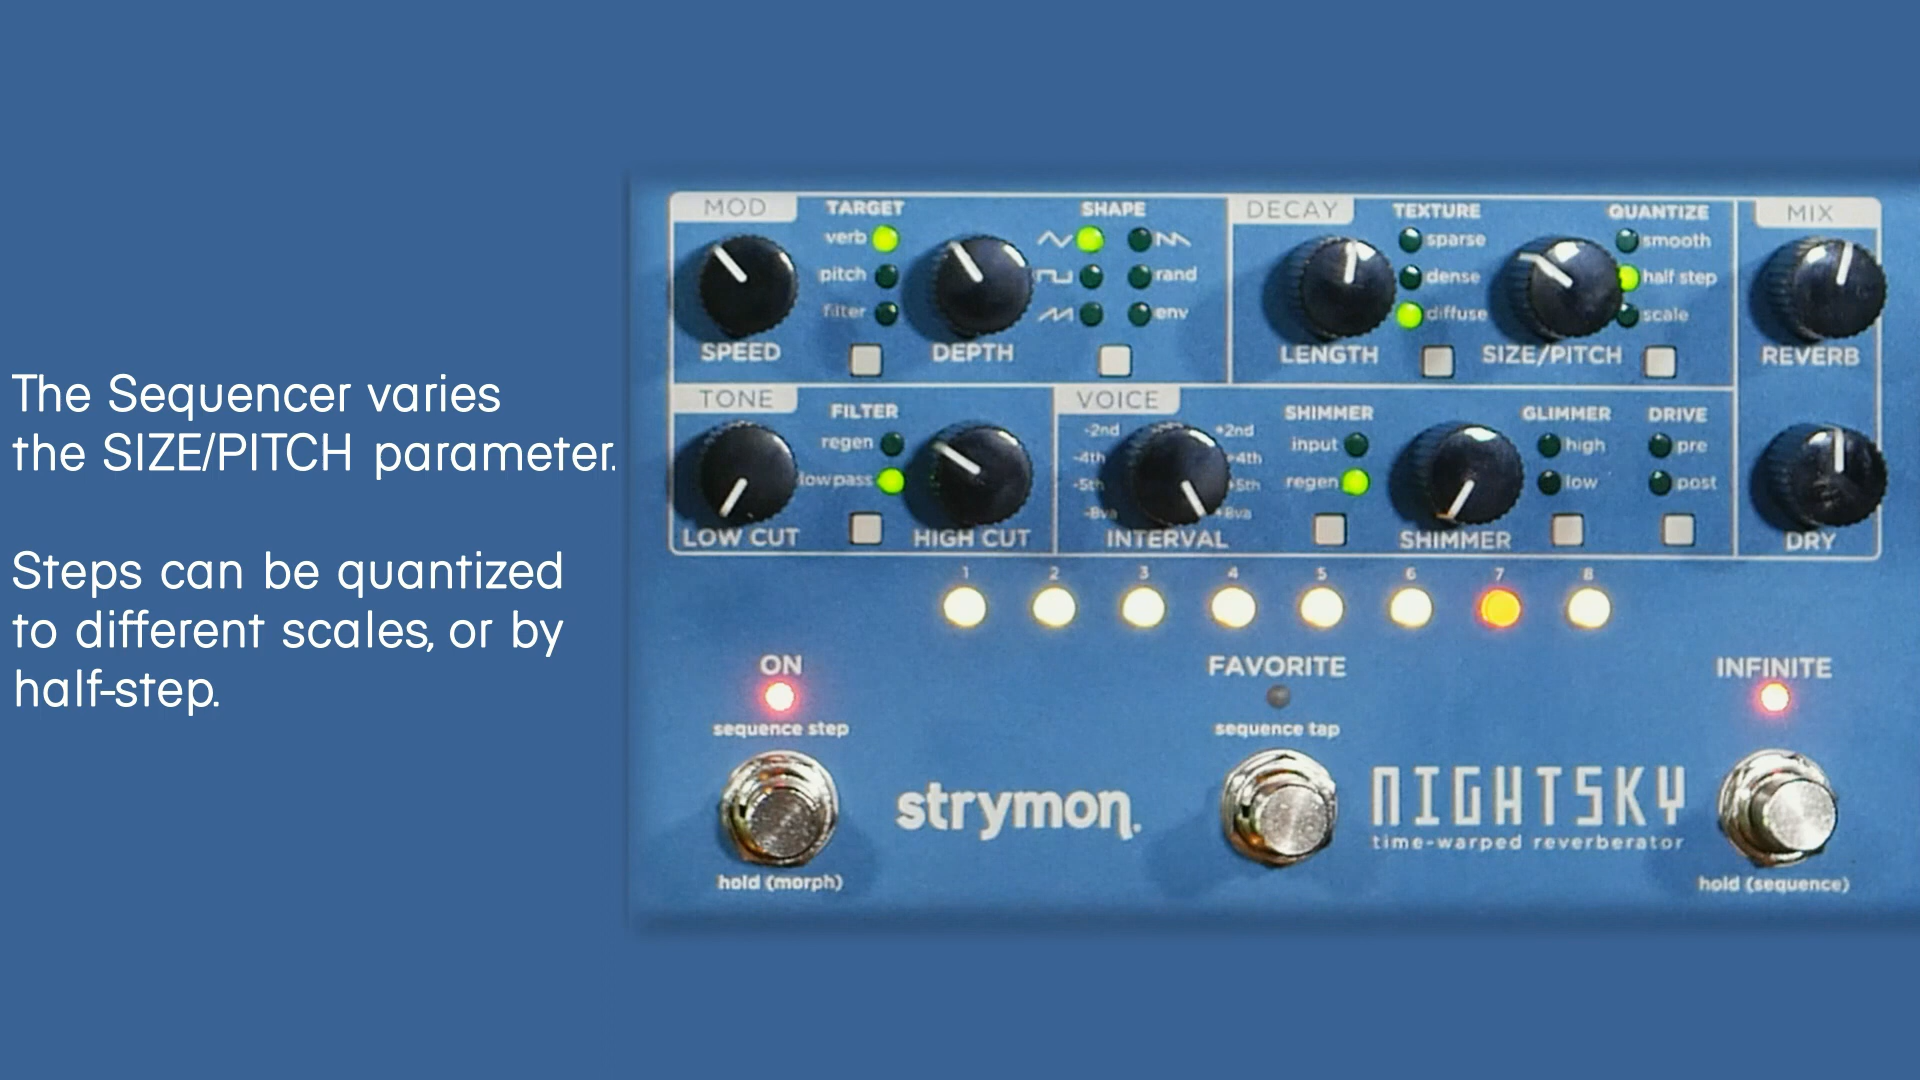 The Sequencer varies
the SIZE/PITCH parameter.
Steps can be quantized
to different scales, or by
half-step.
MOD
TARGET
SHAPE
verb
pitch
filter
rand
env
SPEED
DEPTH
DECAY
TEXTURE
QUANTIZE
sparse
dense
diffuse
smooth
half step
scale
LENGTH
SIZE/PITCH
MIX
REVERB
TONE
FILTER
regen
lowpass
LOW CUT
HIGH CUT
VOICE
-2nd
-4th
-5th
-8va
+2nd
+4th
+5th
+8va
INTERVAL
SHIMMER
input
regen
SHIMMER
GLIMMER
high
low
DRIVE
pre
post
DRY
1 2 3 4 5 6 7 8
ON
FAVORITE
INFINITE
sequence step
sequence tap
strymon.
NIGHTSKY
time-warped reverberator
hold (morph)
hold (sequence)